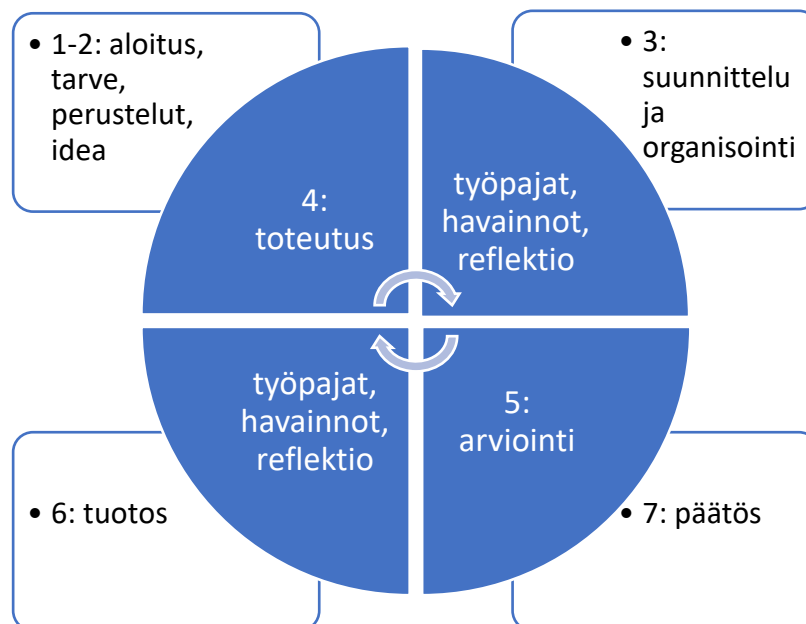 • 1-2: aloitus,
tarve,
perustelut,
idea
• 3:
suunnittelu
ja
organisointi
4:
toteutus
työpajat,
havainnot,
reflektio
työpajat,
havainnot,
reflektio
5:
arviointi
• 6: tuotos
• 7: päätös